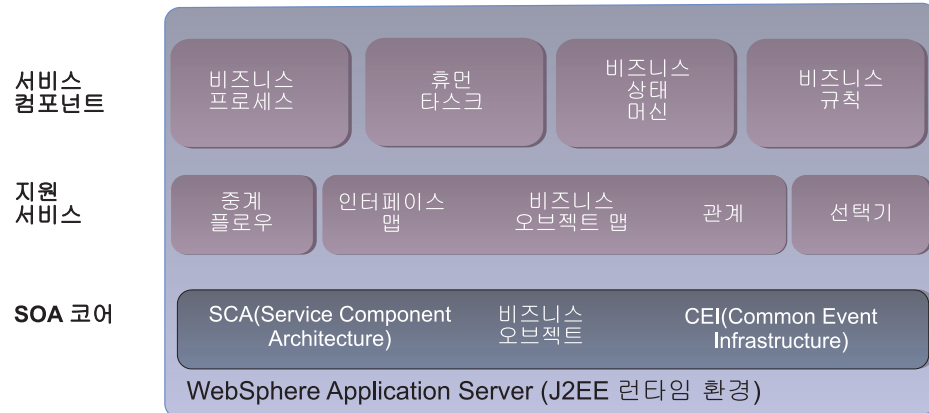 서비스
컴포넌트
비즈니스
프로세스
휴먼
타스크
비즈니스
상태
머신
비즈니스
규칙
지원
서비스
중계
플로우
인터페이스
맵
비즈니스
오브젝트 맵
관계
선택기
SOA 코어
SCA(Service Component
Architecture)
비즈니스
오브젝트
CEI(Common Event
Infrastructure)
WebSphere Application Server (J2EE 런타임 환경)